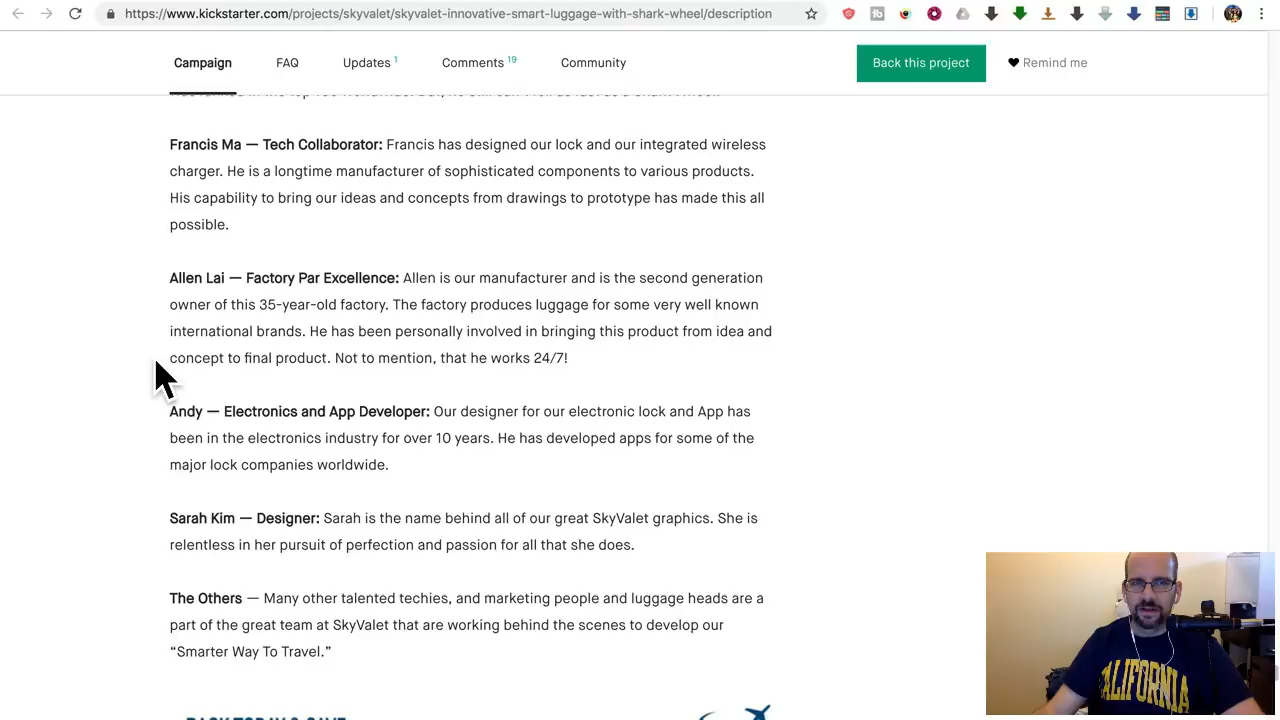 https://www.kickstarter.com/projects/skyvalet/skyvalet-innovative-smart-luggage-with-shark-wheel/description
Campaign FAQ Updates 1 Comments 19 Community Back this project Remind me
Francis Ma — Tech Collaborator: Francis has designed our lock and our integrated wireless
charger. He is a longtime manufacturer of sophisticated components to various products.
His capability to bring our ideas and concepts from drawings to prototype has made this all
possible.
Allen Lai — Factory Par Excellence: Allen is our manufacturer and is the second generation
owner of this 35-year-old factory. The factory produces luggage for some very well known
international brands. He has been personally involved in bringing this product from idea and
concept to final product. Not to mention, that he works 24/7!
Andy — Electronics and App Developer: Our designer for our electronic lock and App has
been in the electronics industry for over 10 years. He has developed apps for some of the
major lock companies worldwide.
Sarah Kim — Designer: Sarah is the name behind all of our great SkyValet graphics. She is
relentless in her pursuit of perfection and passion for all that she does.
The Others — Many other talented techies, and marketing people and luggage heads are a
part of the great team at SkyValet that are working behind the scenes to develop our
“Smarter Way To Travel.”
BACK TODAY & SAVE
CALIFORNIA